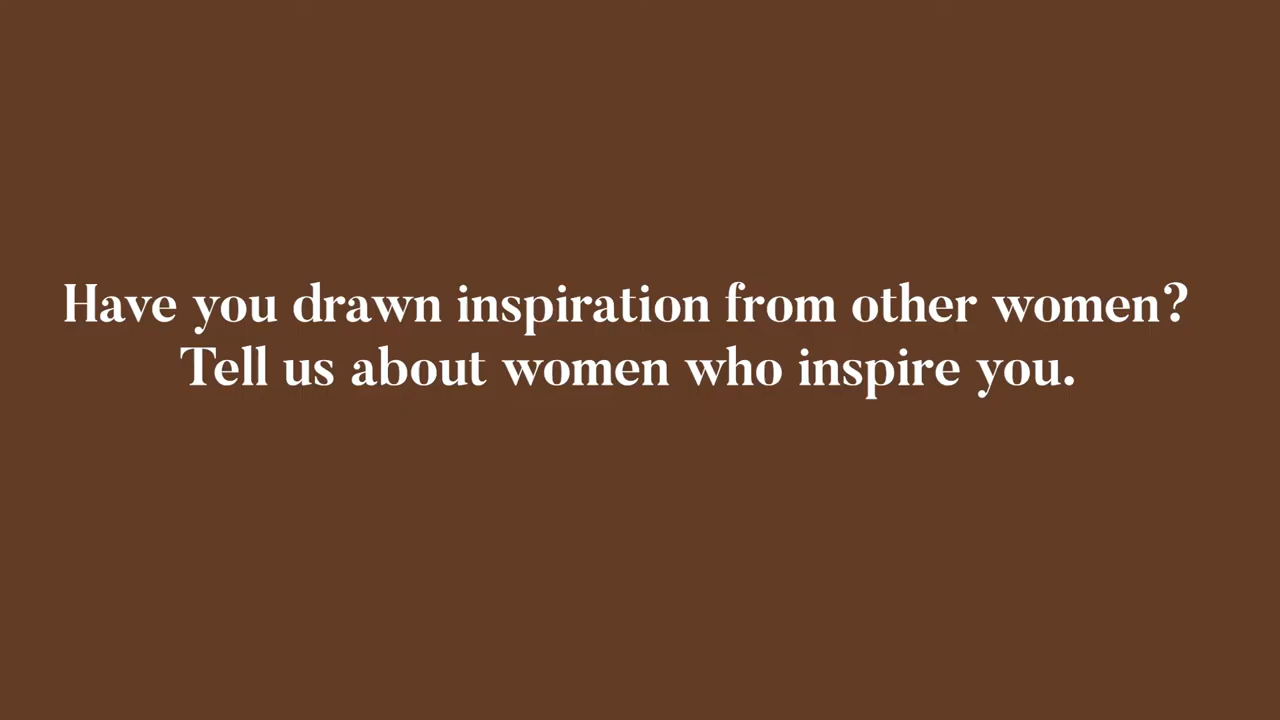 Have you drawn inspiration from other women?
Tell us about women who inspire you.